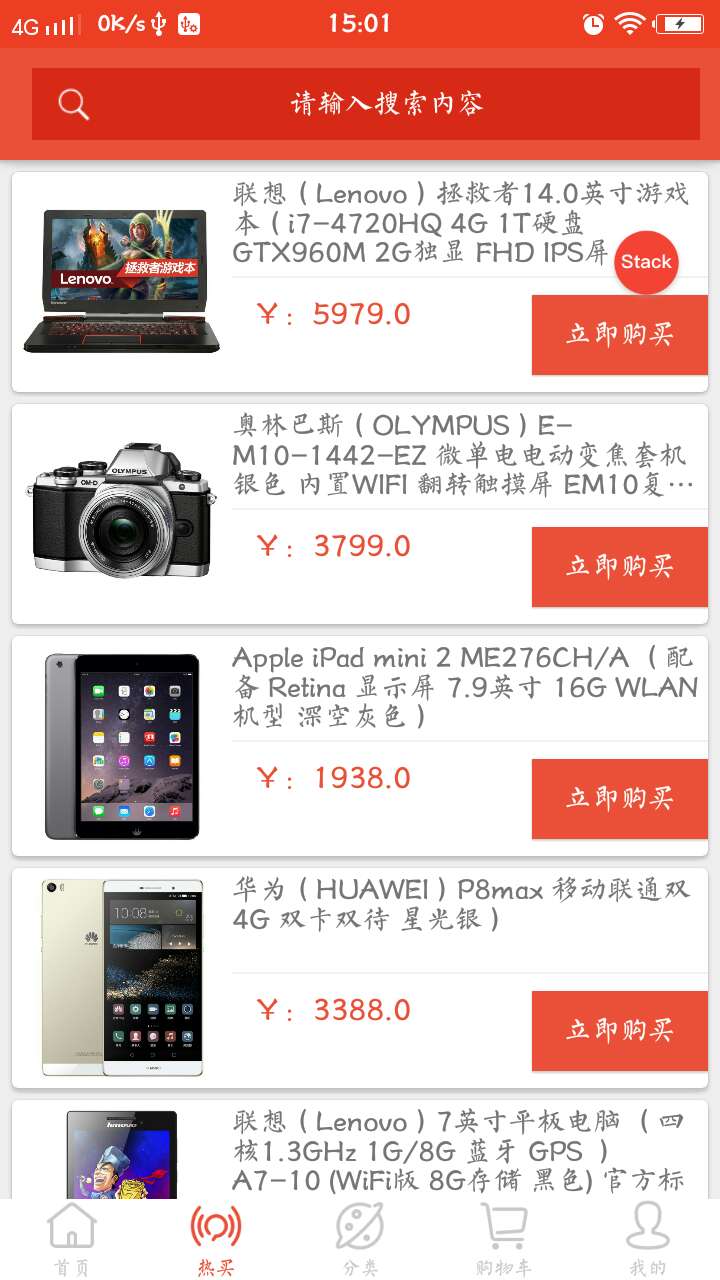 4G 0K/s 15:01
请输入搜索内容
联想（Lenovo）拯救者14.0英寸游戏
本（i7-4720HQ 4G 1T硬盘
GTX960M 2G独显 FHD IPS屏
Stack
拯救者游戏本
Lenovo
￥：5979.0
立即购买
奥林巴斯（OLYMPUS）E-
M10-1442-EZ 微单电电动变焦套机
银色 内置WIFI 翻转触摸屏 EM10复…
OLYMPUS
OM-D
￥：3799.0
立即购买
Apple iPad mini 2 ME276CH/A （配
备 Retina 显示屏 7.9英寸 16G WLAN
机型 深空灰色）
￥：1938.0
立即购买
华为（HUAWEI）P8max 移动联通双
4G 双卡双待 星光银）
10:08
￥：3388.0
立即购买
联想（Lenovo）7英寸平板电脑 （四
核1.3GHz 1G/8G 蓝牙 GPS ）
A7-10 (WiFi版 8G存储 黑色) 官方标
lenovo
首页 热买 分类 购物车 我的